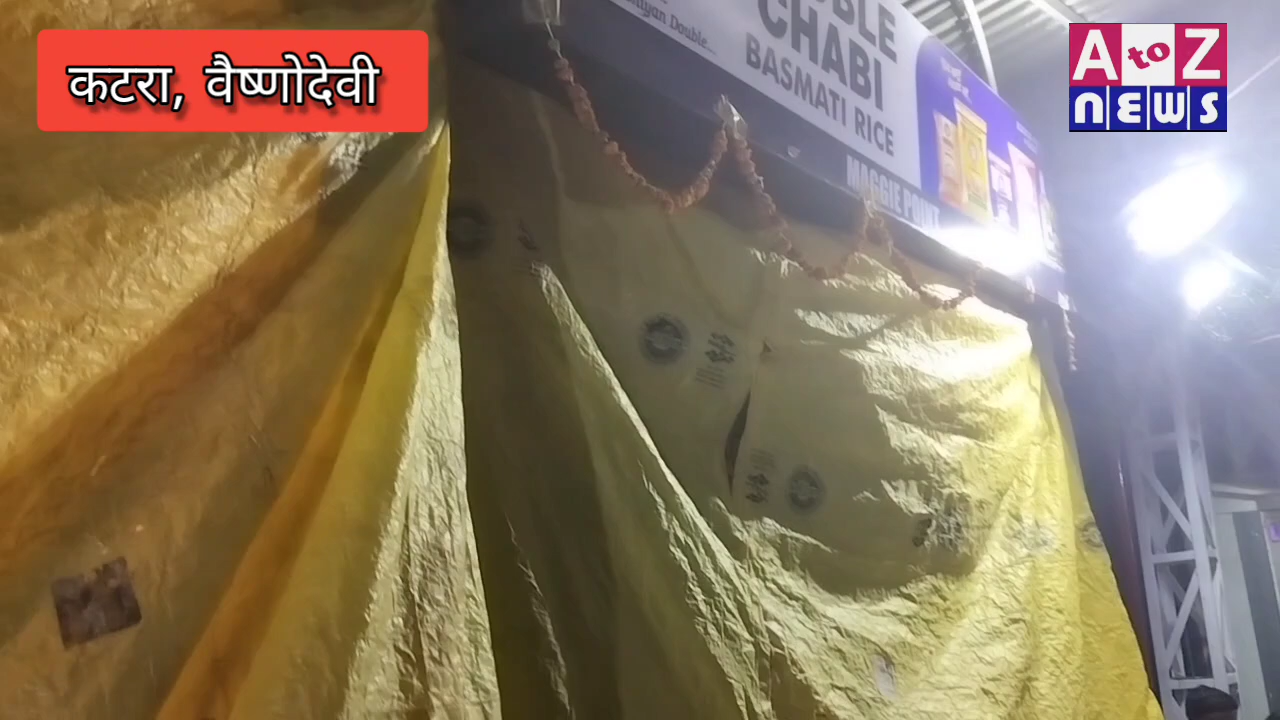 कटरा, वैष्णोदेवी
A to Z
NEWS
CHABI
BASMATI RICE
MAGGIE POINT